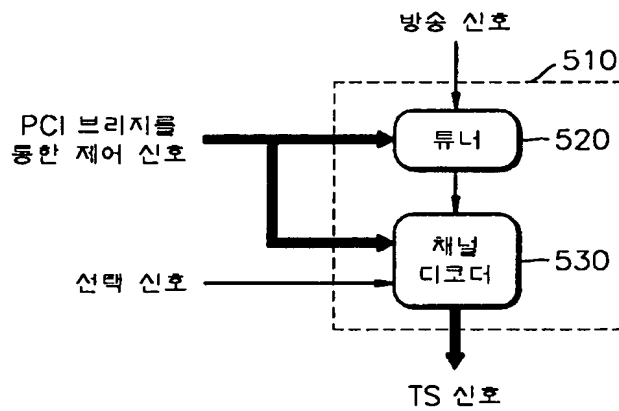 방송 신호
510
PCI 브리지를
통한 제어 신호
튜너
520
채널
디코더
530
선택 신호
TS 신호